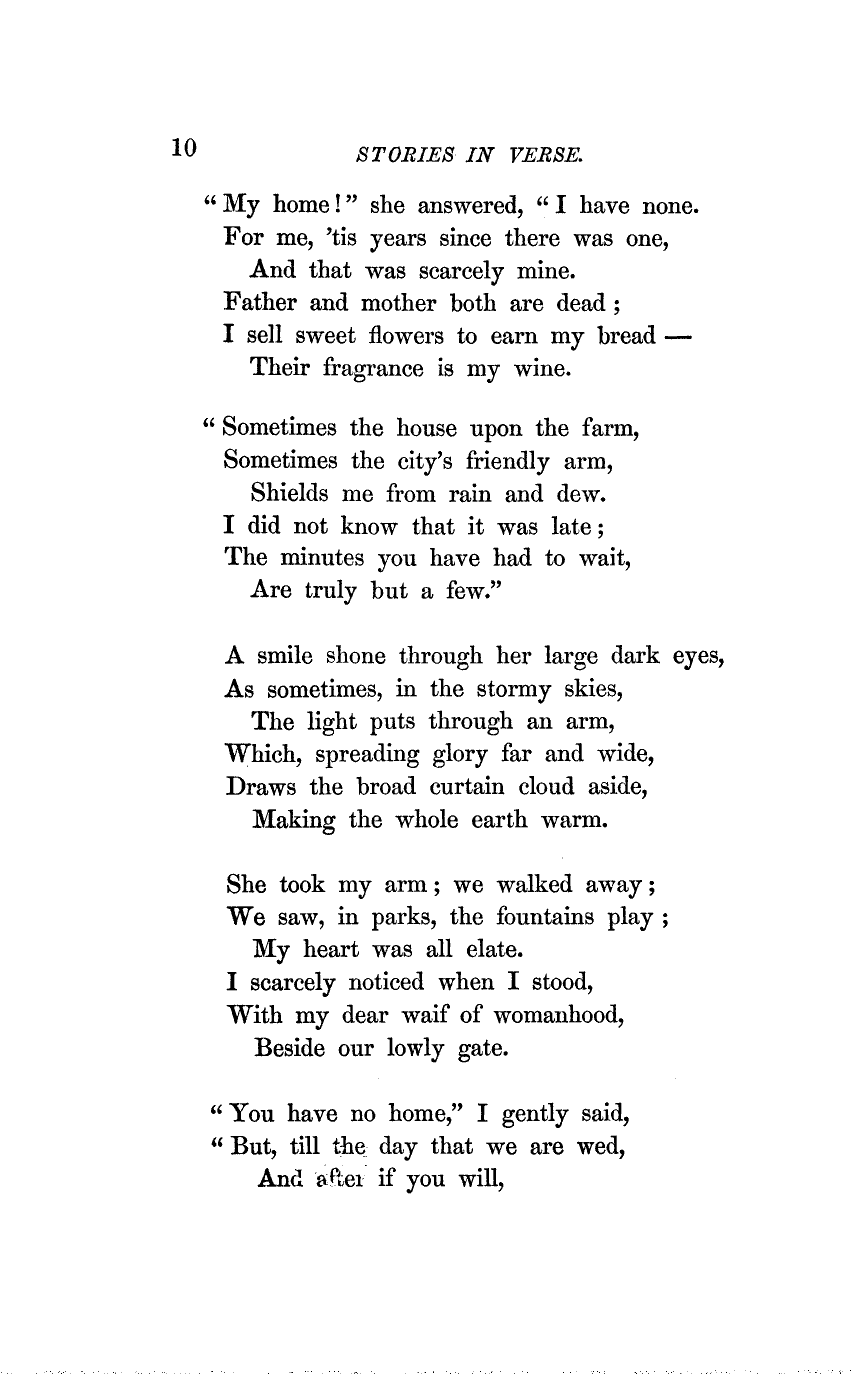 10
STORIES IN VERSE.
“ My home!” she answered, “ I have none.
For me, ’tis years since there was one,
And that was scarcely mine.
Father and mother both are dead ;
I sell sweet flowers to earn my bread —
Their fragrance is my wine.
“ Sometimes the house upon the farm,
Sometimes the city’s friendly arm,
Shields me from rain and dew.
I did not know that it was late ;
The minutes you have had to wait,
Are truly but a few.”
A smile shone through her large dark eyes,
As sometimes, in the stormy skies,
The light puts through an arm,
Which, spreading glory far and wide,
Draws the broad curtain cloud aside,
Making the whole earth warm.
She took my arm ; we walked away ;
We saw, in parks, the fountains play ;
My heart was all elate.
I scarcely noticed when I stood,
With my dear waif of womanhood,
Beside our lowly gate.
“ You have no home,” I gently said,
“ But, till the day that we are wed,
And after if you will,